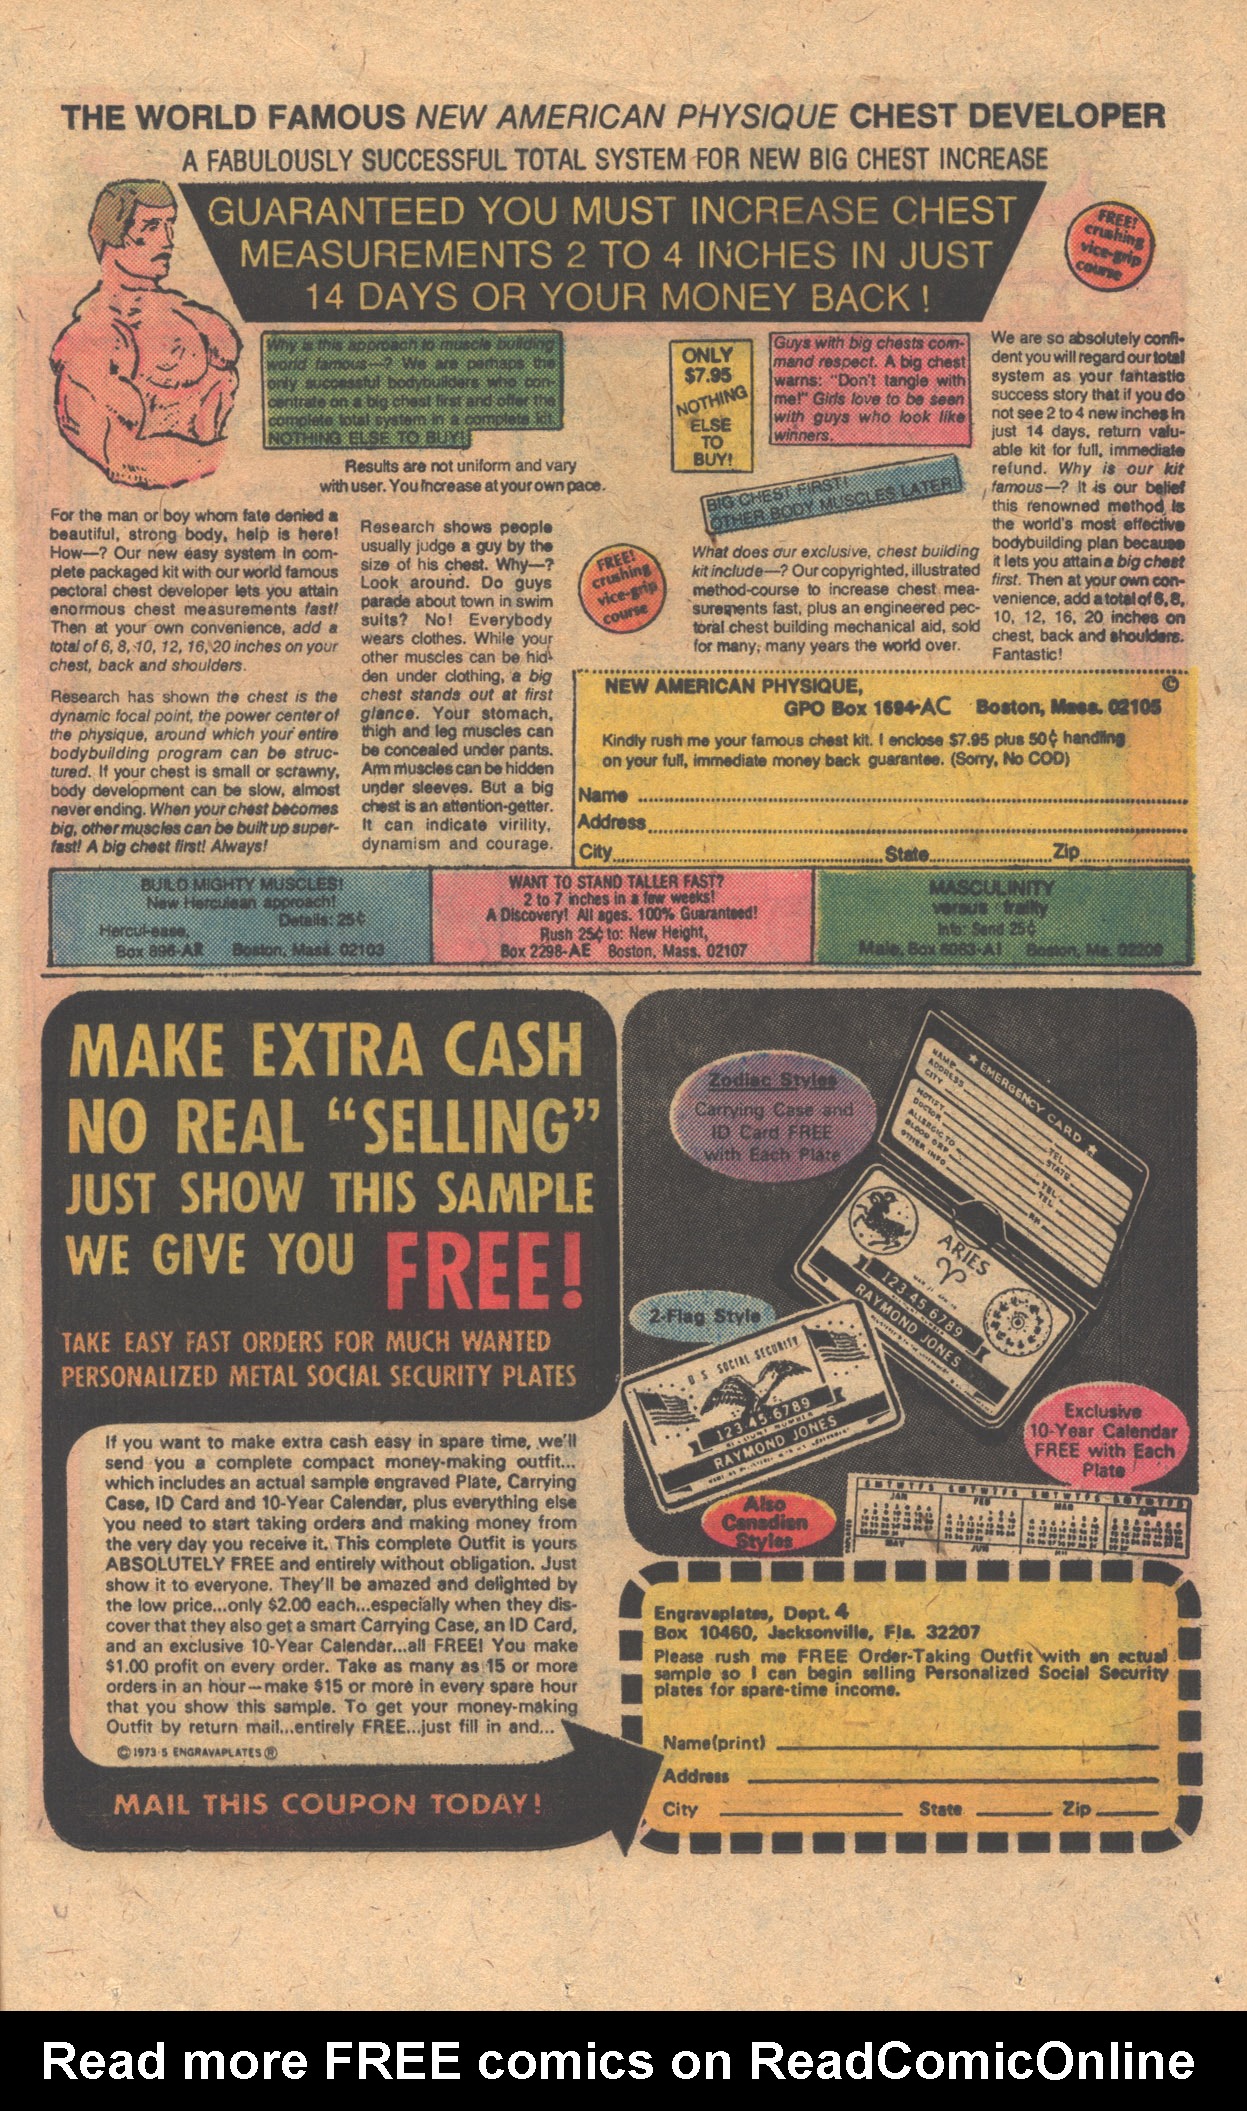 THE WORLD FAMOUS NEW AMERICAN PHYSIQUE CHEST DEVELOPER
A FABULOUSLY SUCCESSFUL TOTAL SYSTEM FOR NEW BIG CHEST INCREASE
GUARANTEED YOU MUST INCREASE CHEST
MEASUREMENTS 2 TO 4 INCHES IN JUST
14 DAYS OR YOUR MONEY BACK!
FREE!
crushing
vice-grip
course
Why is this approach to muscle building
world famous—? We are perhaps the
only successful bodybuilders who con-
centrate on a big chest first and offer the
complete total system in a complete kit
NOTHING ELSE TO BUY!
Results are not uniform and vary
with user. You increase at your own pace.
For the man or boy whom fate denied a
beautiful, strong body, help is here!
How—? Our new easy system in com-
plete packaged kit with our world famous
pectoral chest developer lets you attain
enormous chest measurements fast!
Then at your own convenience, add a
total of 6, 8, 10, 12, 16, 20 inches on your
chest, back and shoulders.
Research has shown the chest is the
dynamic focal point, the power center of
the physique, around which your entire
bodybuilding program can be struc-
tured. If your chest is small or scrawny,
body development can be slow, almost
never ending. When your chest becomes
big, other muscles can be built up super-
fast! A big chest first! Always!
Research shows people
usually judge a guy by the
size of his chest. Why—?
Look around. Do guys
parade about town in swim
suits? No! Everybody
wears clothes. While your
other muscles can be hid-
den under clothing, a big
chest stands out at first
glance. Your stomach,
thigh and leg muscles can
be concealed under pants.
Arm muscles can be hidden
under sleeves. But a big
chest is an attention-getter.
It can indicate virility,
dynamism and courage.
ONLY
$7.95
NOTHING
ELSE
TO
BUY!
Guys with big chests com-
mand respect. A big chest
warns: "Don't tangle with
me!" Girls love to be seen
with guys who look like
winners.
BIG CHEST FIRST!
OTHER BODY MUSCLES LATER!
FREE!
crushing
vice-grip
course
What does our exclusive, chest building
kit include—? Our copyrighted, illustrated
method-course to increase chest mea-
surements fast, plus an engineered pec-
toral chest building mechanical aid, sold
for many, many years the world over.
We are so absolutely confi-
dent you will regard our total
system as your fantastic
success story that if you do
not see 2 to 4 new inches in
just 14 days, return valu-
able kit for full, immediate
refund. Why is our kit
famous—? It is our belief
this renowned method is
the world's most effective
bodybuilding plan because
it lets you attain a big chest
first. Then at your own con-
venience, add a total of 6, 8,
10, 12, 16, 20 inches on
chest, back and shoulders.
Fantastic!
NEW AMERICAN PHYSIQUE, ©
GPO Box 1694-AC Boston, Mass. 02105
Kindly rush me your famous chest kit. I enclose $7.95 plus 50¢ handling
on your full, immediate money back guarantee. (Sorry, No COD)
Name
Address
City State Zip
BUILD MIGHTY MUSCLES!
New Herculean approach!
Details: 25¢
Hercul-ease,
Box 896-AR Boston, Mass. 02103
WANT TO STAND TALLER FAST?
2 to 7 inches in a few weeks!
A Discovery! All ages. 100% Guaranteed!
Rush 25¢ to: New Height,
Box 2298-AE Boston, Mass. 02107
MASCULINITY
versus frailty
Info: Send 25¢
Male, Box 6063-AI Boston, Ma. 02209
MAKE EXTRA CASH
NO REAL "SELLING"
JUST SHOW THIS SAMPLE
WE GIVE YOU FREE!
TAKE EASY FAST ORDERS FOR MUCH WANTED
PERSONALIZED METAL SOCIAL SECURITY PLATES
If you want to make extra cash easy in spare time, we'll
send you a complete compact money-making outfit...
which includes an actual sample engraved Plate, Carrying
Case, ID Card and 10-Year Calendar, plus everything else
you need to start taking orders and making money from
the very day you receive it. This complete Outfit is yours
ABSOLUTELY FREE and entirely without obligation. Just
show it to everyone. They'll be amazed and delighted by
the low price...only $2.00 each...especially when they dis-
cover that they also get a smart Carrying Case, an ID Card,
and an exclusive 10-Year Calendar...all FREE! You make
$1.00 profit on every order. Take as many as 15 or more
orders in an hour—make $15 or more in every spare hour
that you show this sample. To get your money-making
Outfit by return mail...entirely FREE...just fill in and...
©1973-5 ENGRAVAPLATES®
MAIL THIS COUPON TODAY!
Zodiac Styles
Carrying Case and
ID Card FREE
with Each Plate
★ EMERGENCY CARD ★
NAME
ADDRESS
CITY
TEL.
STATE
NOTIFY
TEL.
DOCTOR
TEL.
ALLERGIC TO
BLOOD GRP.
RH
OTHER INFO.
ARIES
123 45 6789
RAYMOND JONES
2-Flag Style
U S SOCIAL SECURITY
123 45 6789
ACCOUNT NUMBER
RAYMOND JONES
Exclusive
10-Year Calendar
FREE with Each
Plate
Also
Canadian
Styles
S M T W T F S S M T W T F S S M T W T F S S M T W T F S
JAN FEB MAR APR
MAY JUN
Engravaplates, Dept. 4
Box 10460, Jacksonville, Fla. 32207
Please rush me FREE Order-Taking Outfit with an actual
sample so I can begin selling Personalized Social Security
plates for spare-time income.
Name(print)
Address
City State Zip
Read more FREE comics on ReadComicOnline